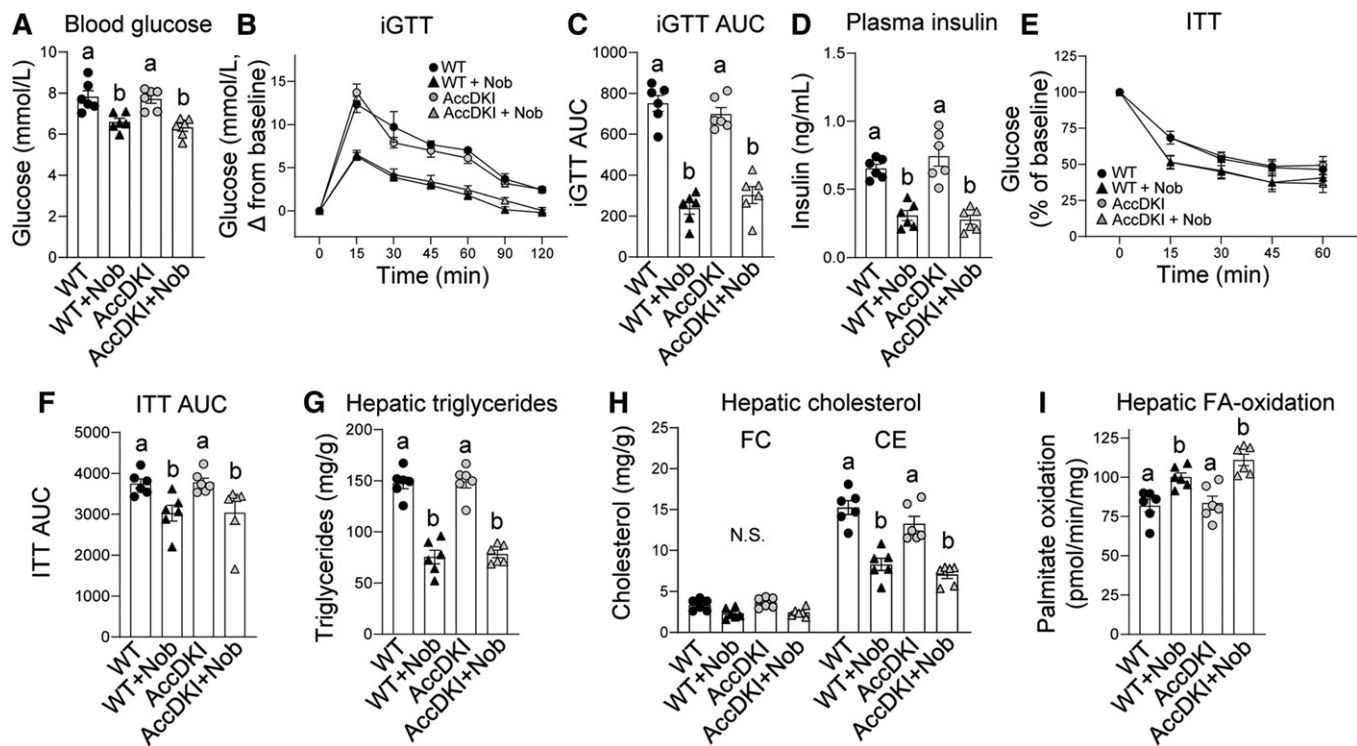 A Blood glucose
Glucose (mmol/L)
10
8
6
4
2
0
a
b
a
b
WT
WT+Nob
AccDKI
AccDKI+Nob
B iGTT
Glucose (mmol/L,
Δ from baseline)
15
10
5
0
0 15 30 45 60 90 120
Time (min)
WT
WT + Nob
AccDKI
AccDKI + Nob
C iGTT AUC
iGTT AUC
1000
800
600
400
200
0
a
b
a
b
WT
WT+Nob
AccDKI
AccDKI+Nob
D Plasma insulin
Insulin (ng/mL)
1.5
1.0
0.5
0.0
a
b
a
b
WT
WT+Nob
AccDKI
AccDKI+Nob
E ITT
Glucose
(% of baseline)
125
100
75
50
25
0
0 15 30 45 60
Time (min)
WT
WT + Nob
AccDKI
AccDKI + Nob
F ITT AUC
ITT AUC
5000
4000
3000
2000
1000
0
a
b
a
b
WT
WT+Nob
AccDKI
AccDKI+Nob
G Hepatic triglycerides
Triglycerides (mg/g)
200
150
100
50
0
a
b
a
b
WT
WT+Nob
AccDKI
AccDKI+Nob
H Hepatic cholesterol
Cholesterol (mg/g)
25
20
15
10
5
0
FC
CE
N.S.
a
b
a
b
WT
WT+Nob
AccDKI
AccDKI+Nob
WT
WT+Nob
AccDKI
AccDKI+Nob
I Hepatic FA-oxidation
Palmitate oxidation
(pmol/min/mg)
125
100
75
50
25
0
a
b
a
b
WT
WT+Nob
AccDKI
AccDKI+Nob